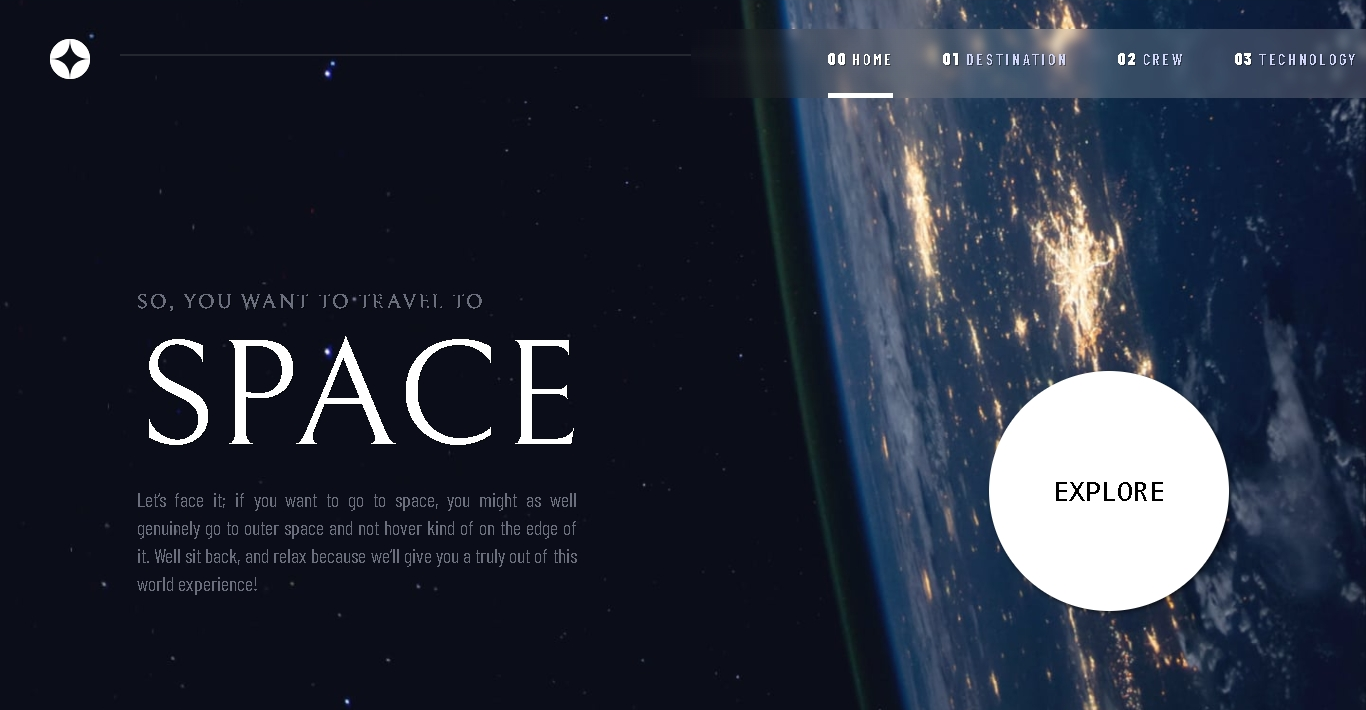 00 HOME 01 DESTINATION 02 CREW 03 TECHNOLOGY
SO, YOU WANT TO TRAVEL TO
SPACE
Let's face it; if you want to go to space, you might as well
genuinely go to outer space and not hover kind of on the edge of
it. Well sit back, and relax because we'll give you a truly out of this
world experience!
EXPLORE